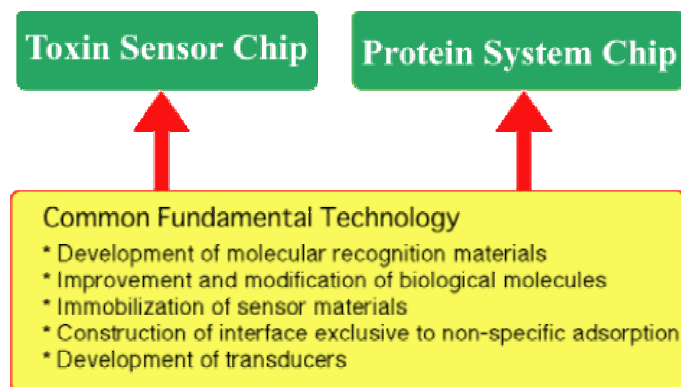 Toxin Sensor Chip
Protein System Chip
Common Fundamental Technology
* Development of molecular recognition materials
* Improvement and modification of biological molecules
* Immobilization of sensor materials
* Construction of interface exclusive to non-specific adsorption
* Development of transducers